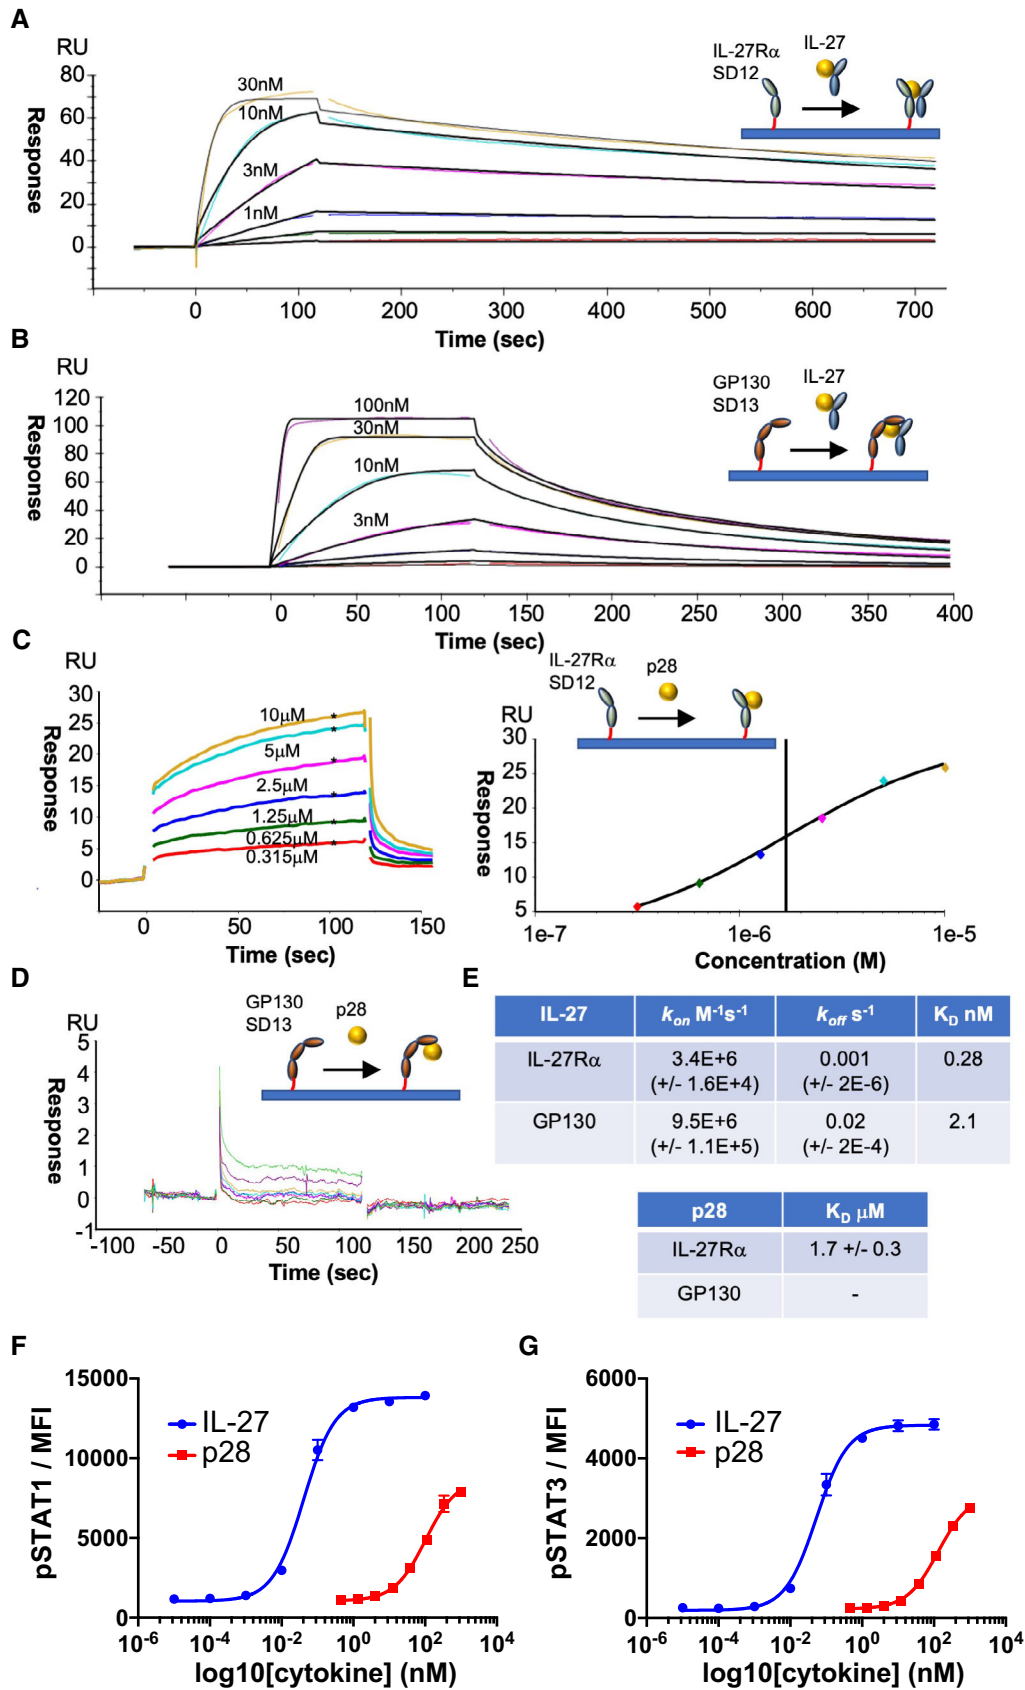 A
RU
Response
80
60
40
20
0
30nM
10nM
3nM
1nM
IL-27Rα
SD12
IL-27
0 100 200 300 400 500 600 700
Time (sec)
B
RU
Response
120
100
80
60
40
20
0
100nM
30nM
10nM
3nM
GP130
SD13
IL-27
0 50 100 150 200 250 300 350 400
Time (sec)
C
RU
Response
30
25
20
15
10
5
0
10μM
5μM
2.5μM
1.25μM
0.625μM
0.315μM
* * * * * *
0 50 100 150
Time (sec)
IL-27Rα
SD12
p28
RU
Response
30
25
20
15
10
5
1e-7 1e-6 1e-5
Concentration (M)
D
RU
Response
5
4
3
2
1
0
-1
GP130
SD13
p28
-100 -50 0 50 100 150 200 250
Time (sec)
E
IL-27 kon M-1s-1 koff s-1 KD nM
IL-27Rα 3.4E+6 (+/- 1.6E+4) 0.001 (+/- 2E-6) 0.28
GP130 9.5E+6 (+/- 1.1E+5) 0.02 (+/- 2E-4) 2.1
p28 KD μM
IL-27Rα 1.7 +/- 0.3
GP130 -
F
pSTAT1 / MFI
15000
10000
5000
0
IL-27
p28
10-6 10-4 10-2 100 102 104
log10[cytokine] (nM)
G
pSTAT3 / MFI
6000
4000
2000
0
IL-27
p28
10-6 10-4 10-2 100 102 104
log10[cytokine] (nM)